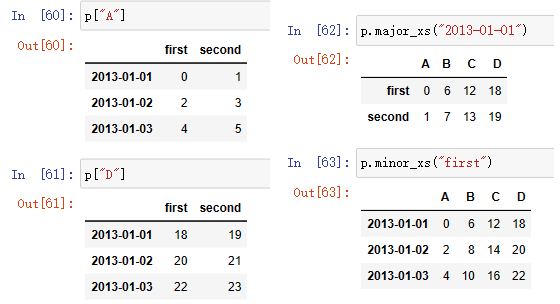 In [60]: p["A"]
Out[60]:
first second
2013-01-01 0 1
2013-01-02 2 3
2013-01-03 4 5
In [61]: p["D"]
Out[61]:
first second
2013-01-01 18 19
2013-01-02 20 21
2013-01-03 22 23
In [62]: p.major_xs("2013-01-01")
Out[62]:
A B C D
first 0 6 12 18
second 1 7 13 19
In [63]: p.minor_xs("first")
Out[63]:
A B C D
2013-01-01 0 6 12 18
2013-01-02 2 8 14 20
2013-01-03 4 10 16 22